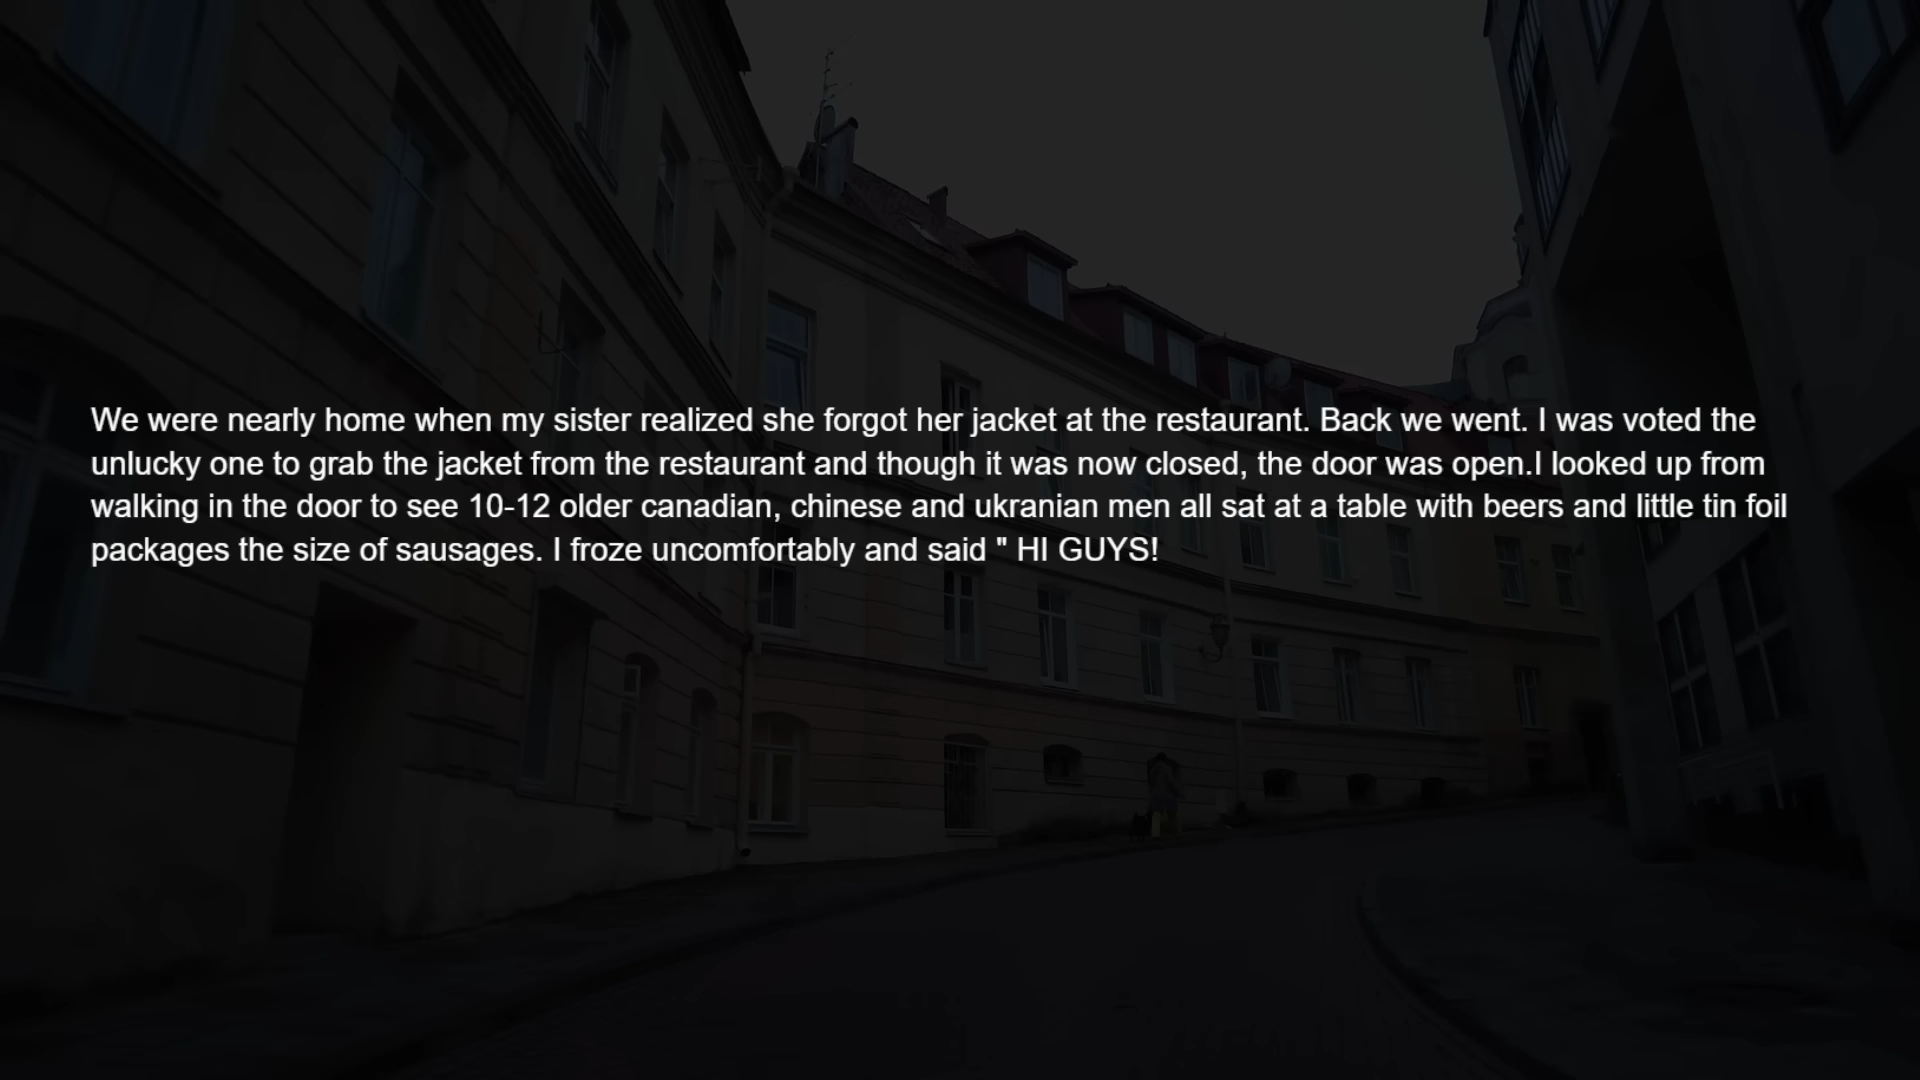 We were nearly home when my sister realized she forgot her jacket at the restaurant. Back we went. I was voted the
unlucky one to grab the jacket from the restaurant and though it was now closed, the door was open.I looked up from
walking in the door to see 10-12 older canadian, chinese and ukranian men all sat at a table with beers and little tin foil
packages the size of sausages. I froze uncomfortably and said " HI GUYS!